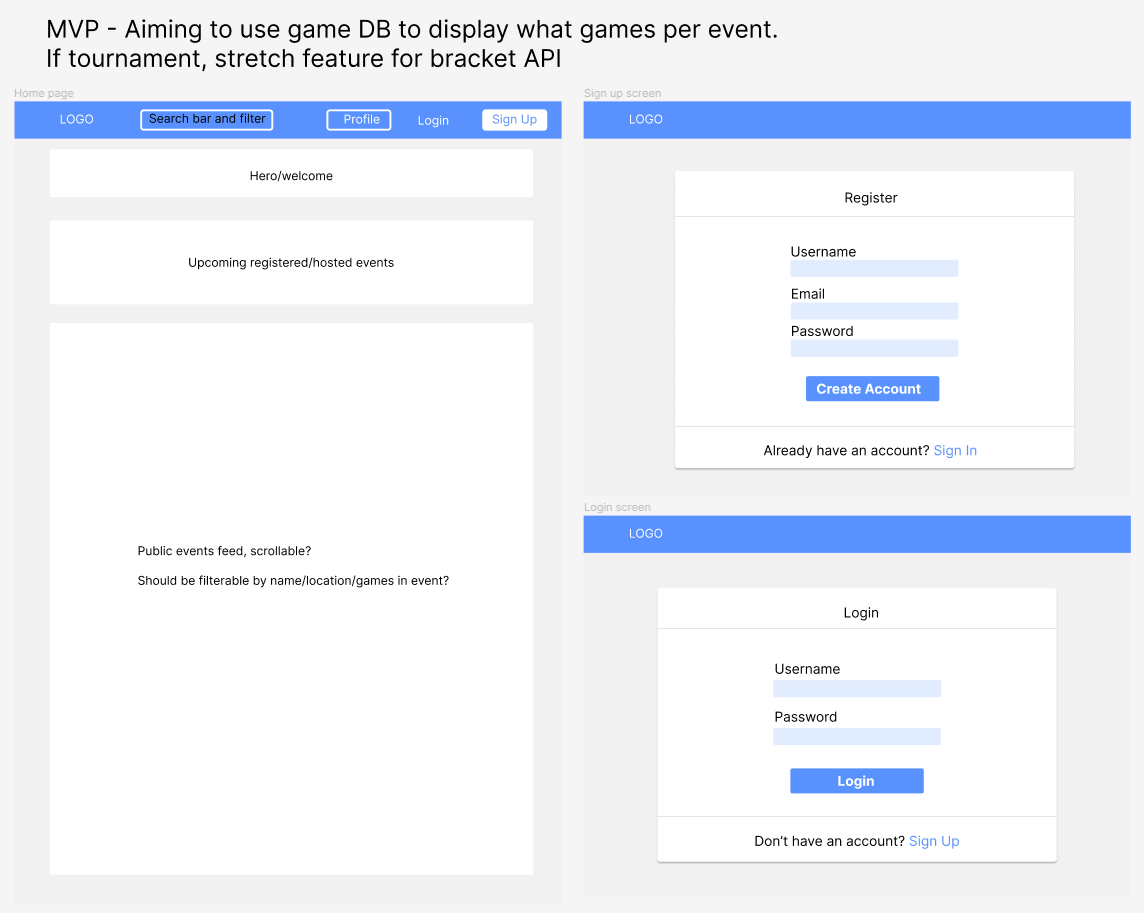 MVP - Aiming to use game DB to display what games per event.
If tournament, stretch feature for bracket API
Home page
LOGO
Search bar and filter
Profile
Login
Sign Up
Hero/welcome
Upcoming registered/hosted events
Public events feed, scrollable?
Should be filterable by name/location/games in event?
Sign up screen
LOGO
Register
Username
Email
Password
Create Account
Already have an account? Sign In
Login screen
LOGO
Login
Username
Password
Login
Don’t have an account? Sign Up